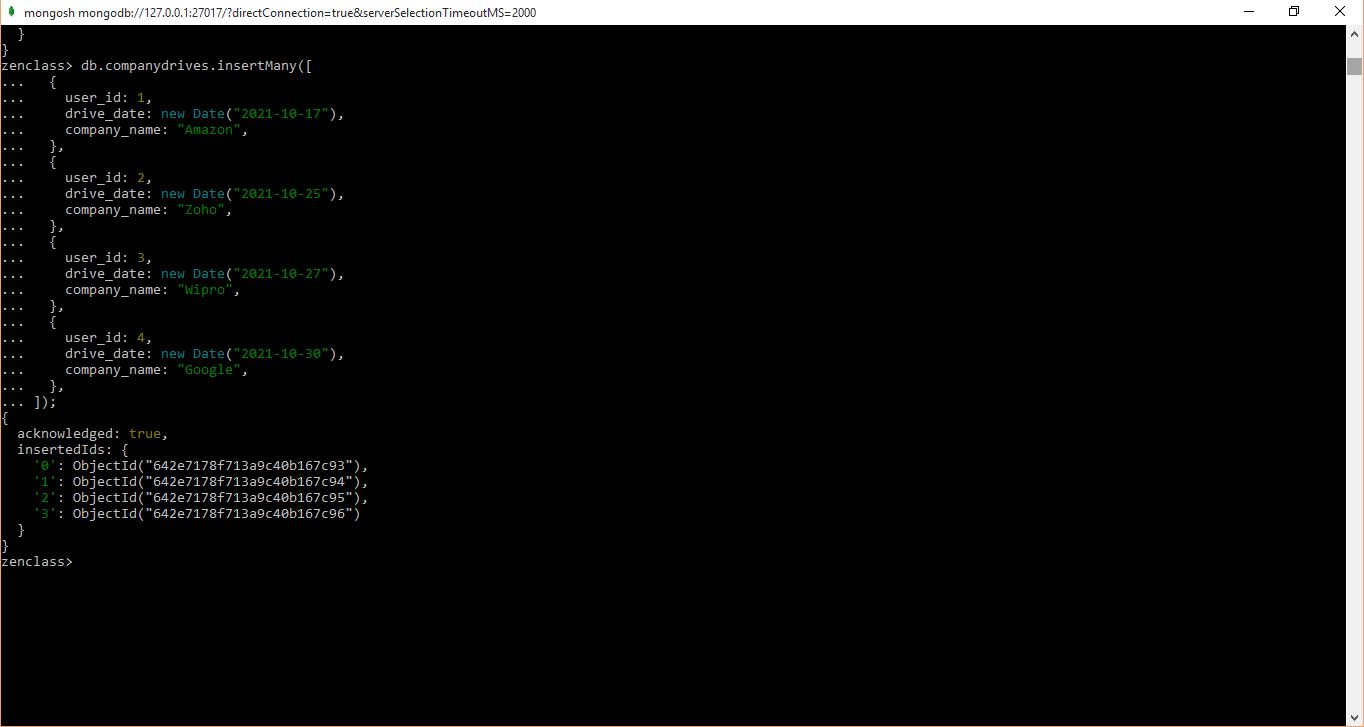 mongosh mongodb://127.0.0.1:27017/?directConnection=true&serverSelectionTimeoutMS=2000
  }
}
zenclass> db.companydrives.insertMany([
...   {
...     user_id: 1,
...     drive_date: new Date("2021-10-17"),
...     company_name: "Amazon",
...   },
...   {
...     user_id: 2,
...     drive_date: new Date("2021-10-25"),
...     company_name: "Zoho",
...   },
...   {
...     user_id: 3,
...     drive_date: new Date("2021-10-27"),
...     company_name: "Wipro",
...   },
...   {
...     user_id: 4,
...     drive_date: new Date("2021-10-30"),
...     company_name: "Google",
...   },
... ]);
{
  acknowledged: true,
  insertedIds: {
    '0': ObjectId("642e7178f713a9c40b167c93"),
    '1': ObjectId("642e7178f713a9c40b167c94"),
    '2': ObjectId("642e7178f713a9c40b167c95"),
    '3': ObjectId("642e7178f713a9c40b167c96")
  }
}
zenclass>